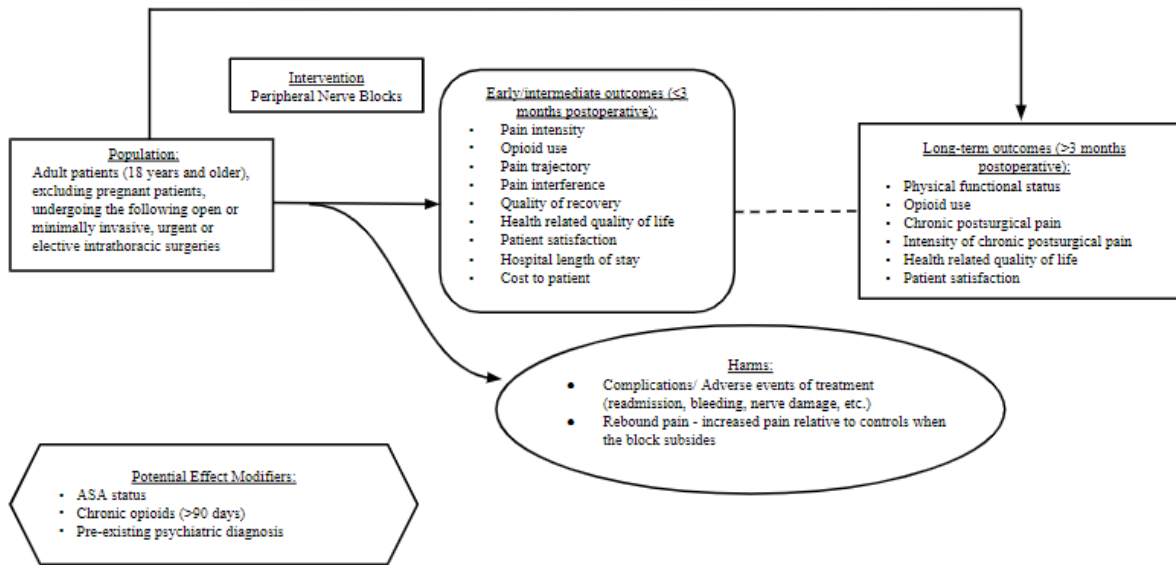 Intervention
Peripheral Nerve Blocks
Population:
Adult patients (18 years and older),
excluding pregnant patients,
undergoing the following open or
minimally invasive, urgent or
elective intrathoracic surgeries
Early/intermediate outcomes (≤3
months postoperative):
• Pain intensity
• Opioid use
• Pain trajectory
• Pain interference
• Quality of recovery
• Health related quality of life
• Patient satisfaction
• Hospital length of stay
• Cost to patient
Long-term outcomes (>3 months
postoperative):
• Physical functional status
• Opioid use
• Chronic postsurgical pain
• Intensity of chronic postsurgical pain
• Health related quality of life
• Patient satisfaction
Harms:
● Complications/ Adverse events of treatment
(readmission, bleeding, nerve damage, etc.)
● Rebound pain - increased pain relative to controls when
the block subsides
Potential Effect Modifiers:
• ASA status
• Chronic opioids (>90 days)
• Pre-existing psychiatric diagnosis